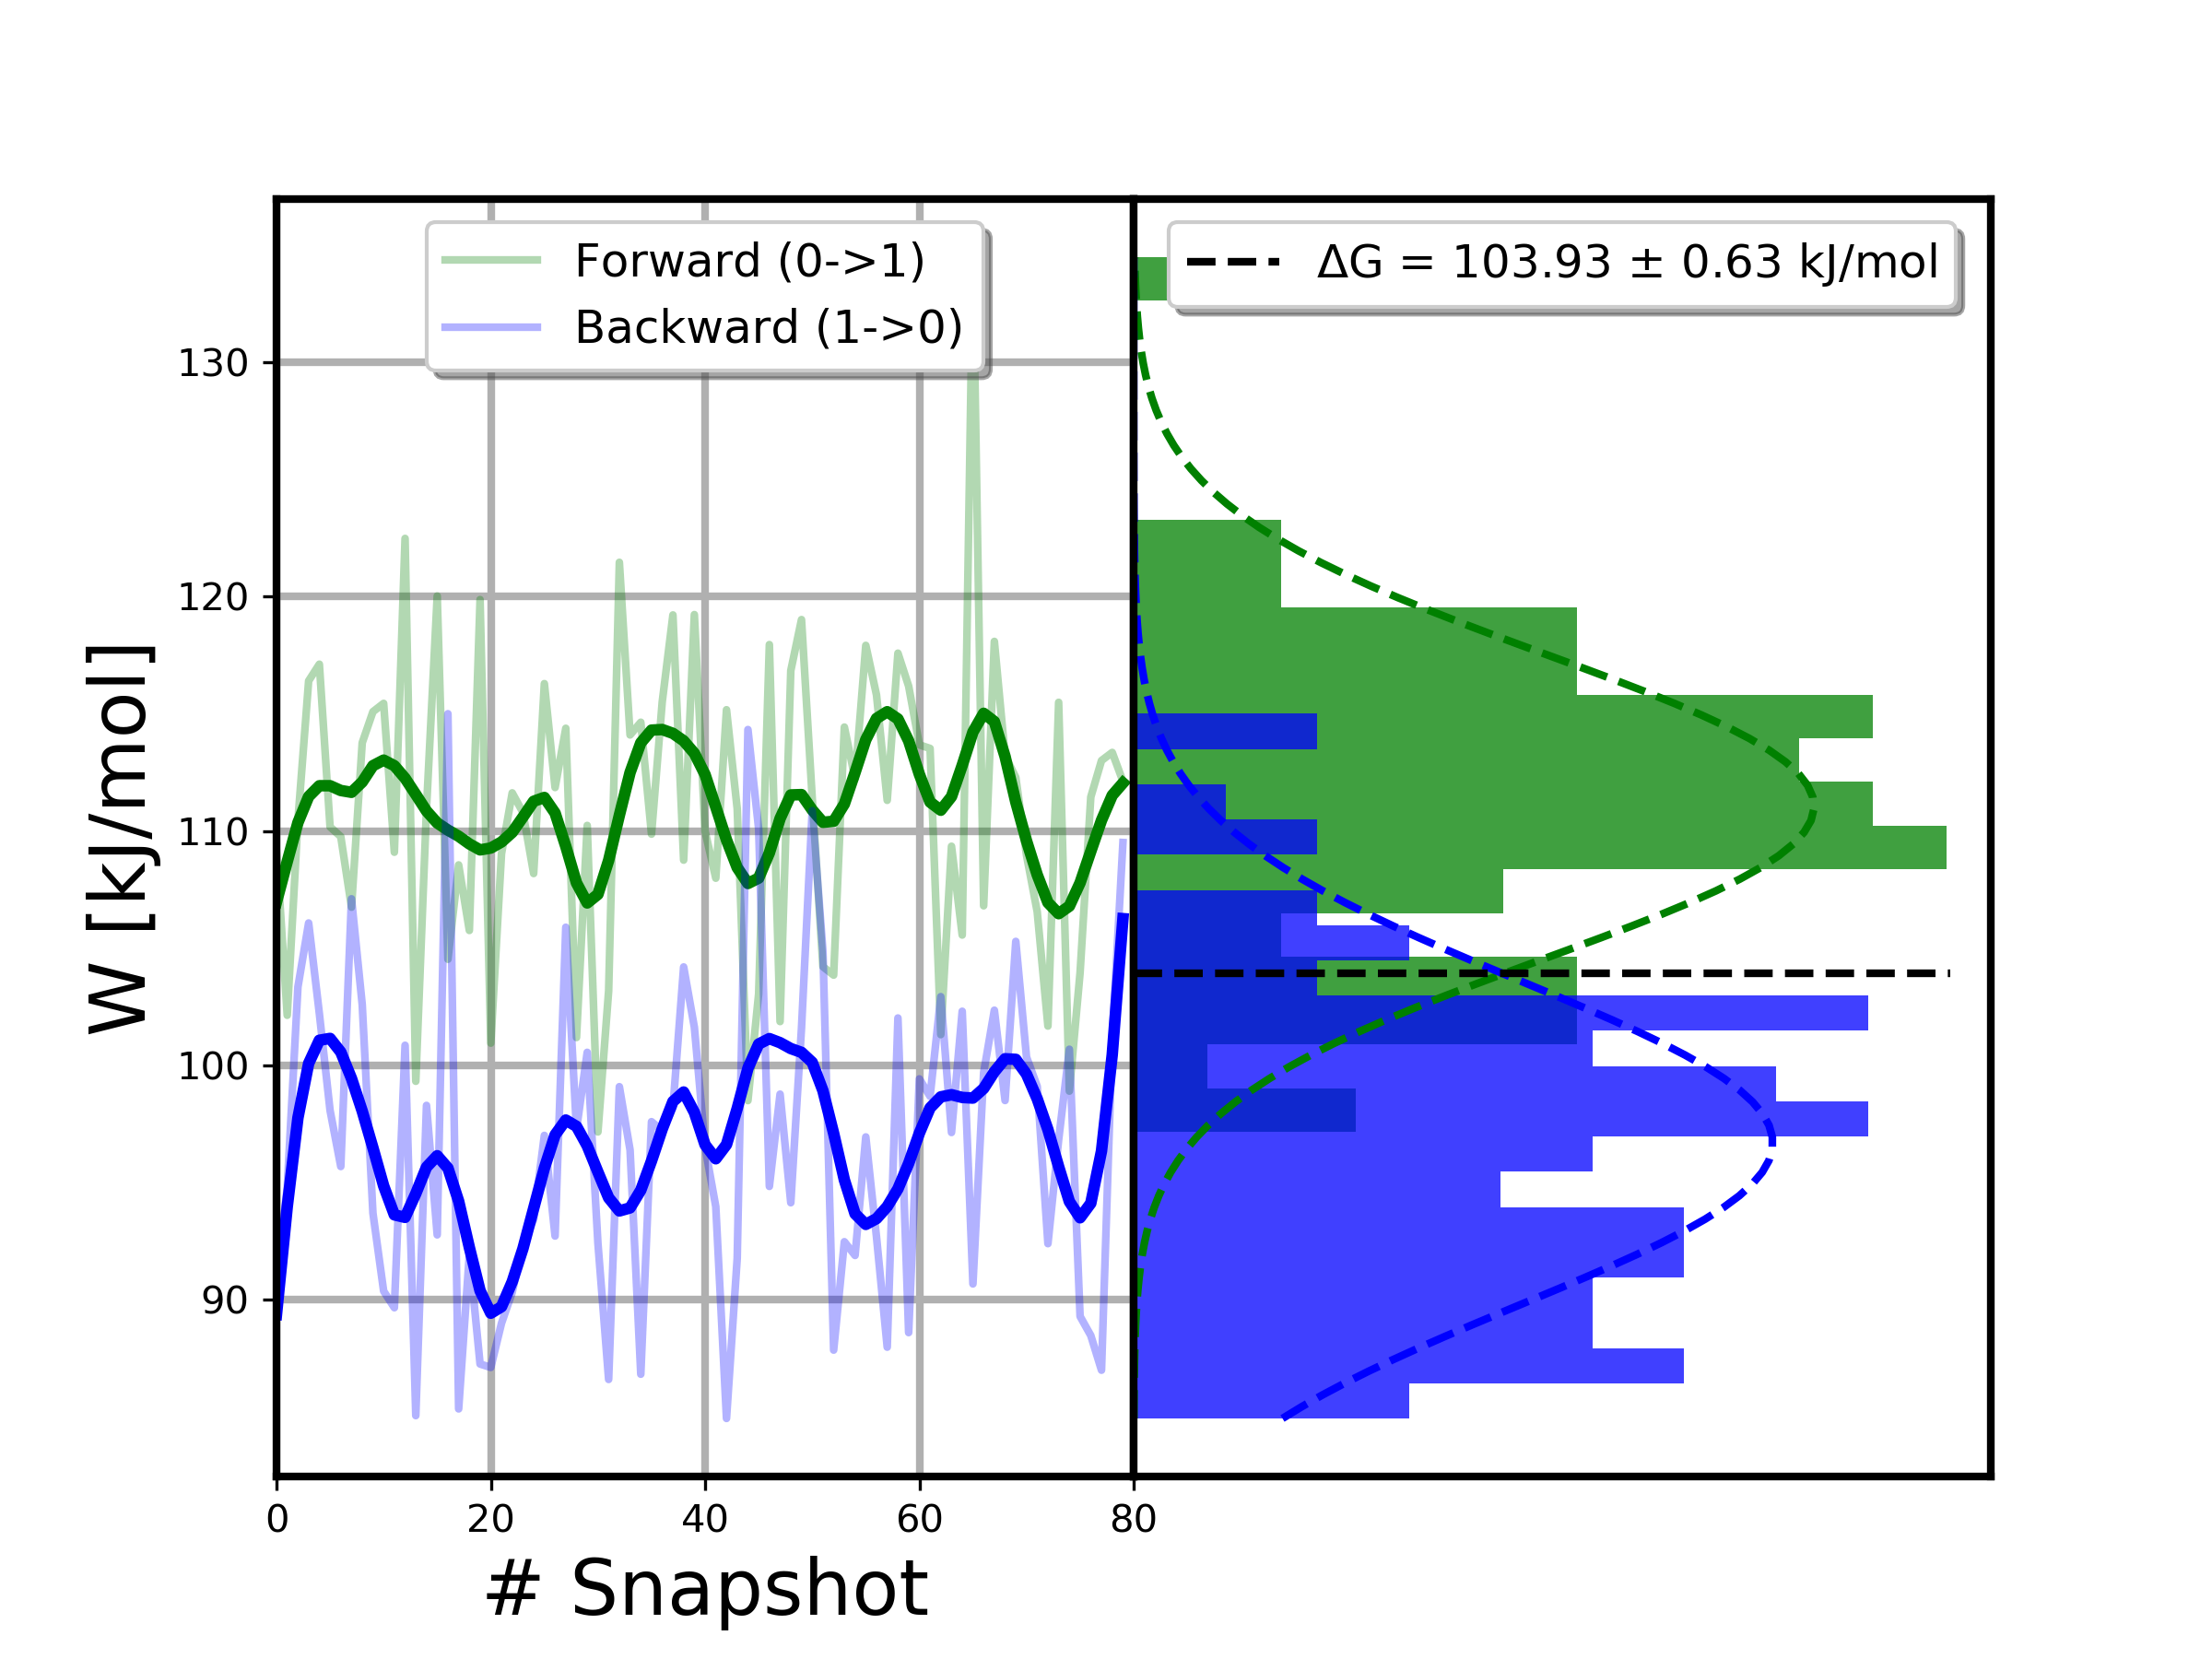 Forward (0->1)
Backward (1->0)
ΔG = 103.93 ± 0.63 kJ/mol
W [kJ/mol]
130
120
110
100
90
0 20 40 60 80
# Snapshot